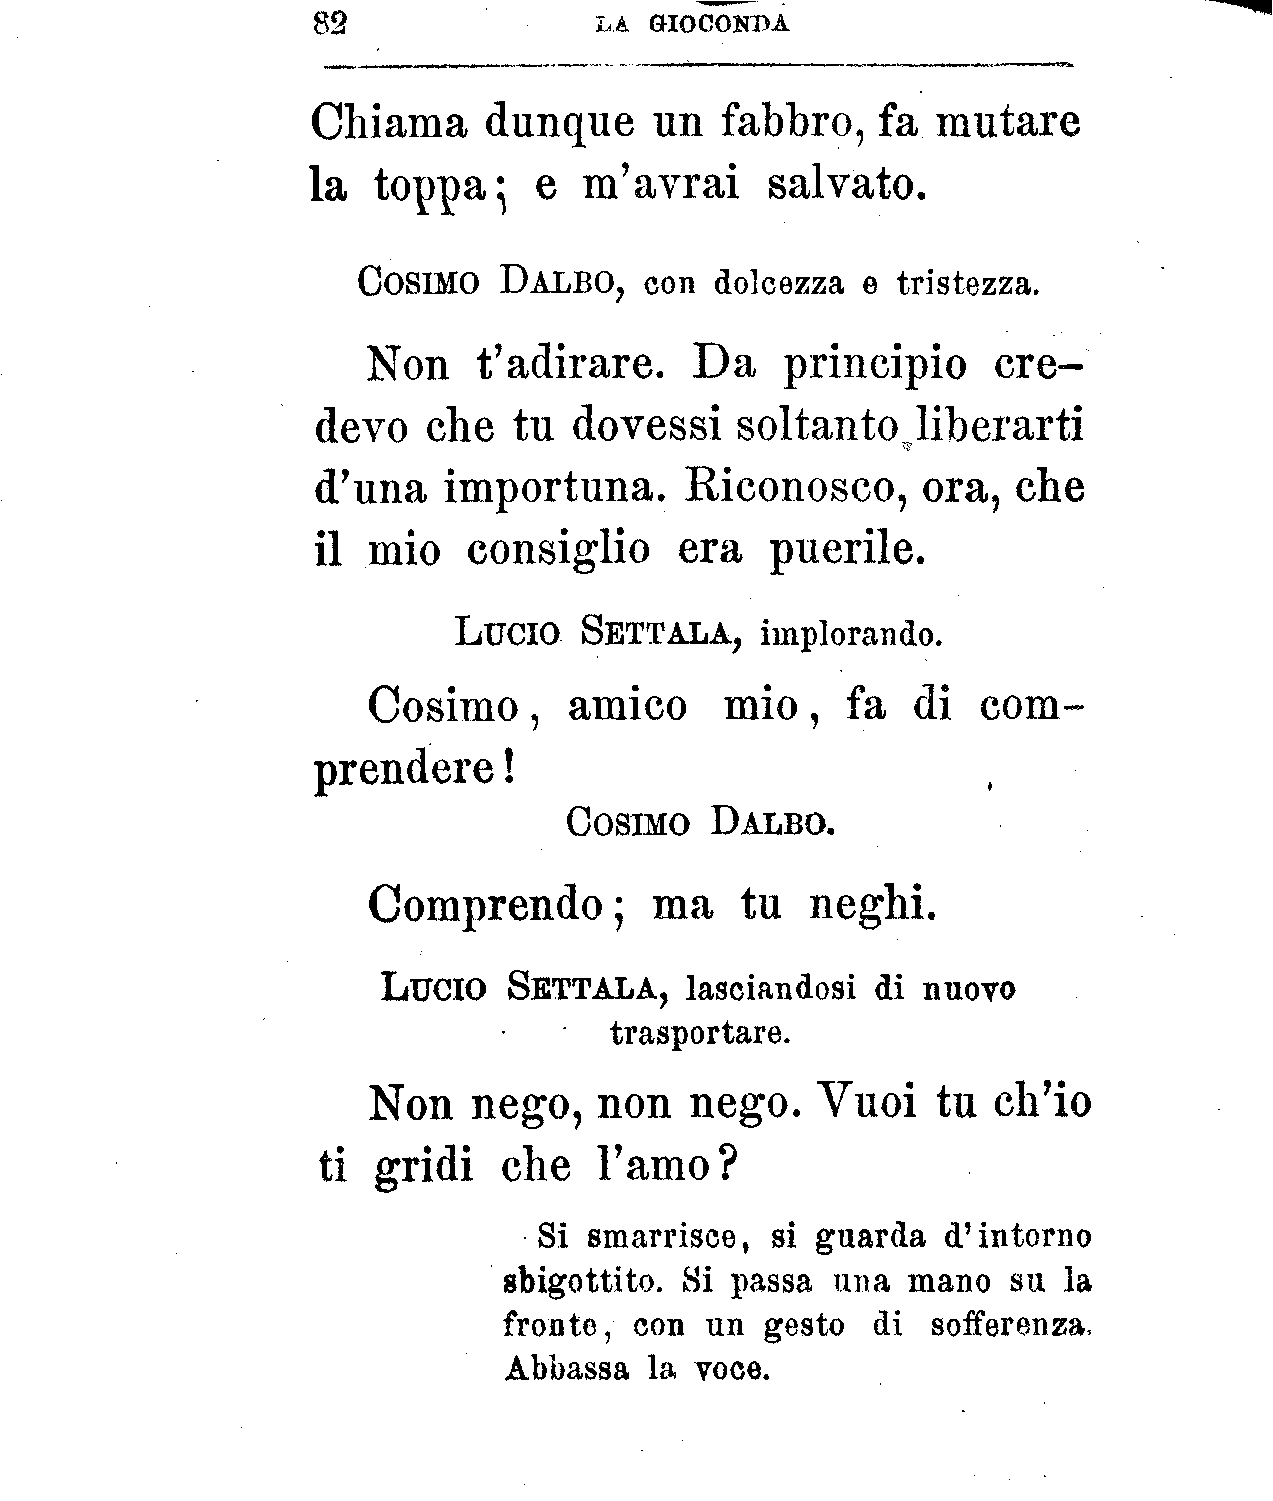 82
LA GIOCONDA
Chiama dunque un fabbro, fa mutare
la toppa; e m'avrai salvato.
COSIMO DALBO, con dolcezza e tristezza.
Non t'adirare. Da principio cre-
devo che tu dovessi soltanto liberarti
d'una importuna. Riconosco, ora, che
il mio consiglio era puerile.
LUCIO SETTALA, implorando.
Cosimo, amico mio, fa di com-
prendere!
COSIMO DALBO.
Comprendo; ma tu neghi.
LUCIO SETTALA, lasciandosi di nuovo
trasportare.
Non nego, non nego. Vuoi tu ch'io
ti gridi che l'amo?
Si smarrisce, si guarda d'intorno
sbigottito. Si passa una mano su la
fronte, con un gesto di sofferenza.
Abbassa la voce.